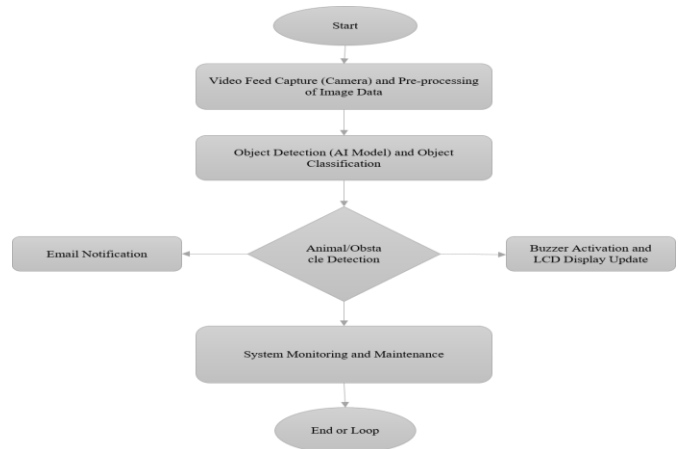 Start
Video Feed Capture (Camera) and Pre-processing
of Image Data
Object Detection (AI Model) and Object
Classification
Email Notification
Animal/Obsta
cle Detection
Buzzer Activation and
LCD Display Update
System Monitoring and Maintenance
End or Loop